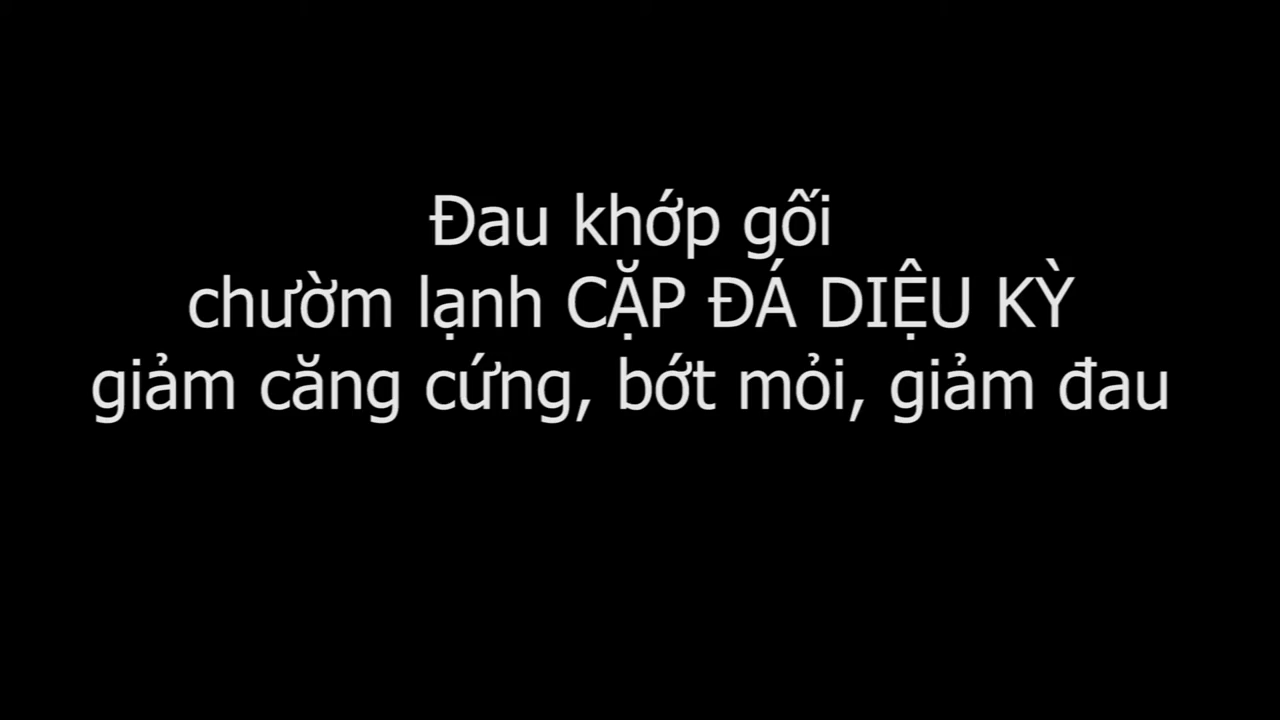 Đau khớp gối
chườm lạnh CẶP ĐÁ DIỆU KỲ
giảm căng cứng, bớt mỏi, giảm đau